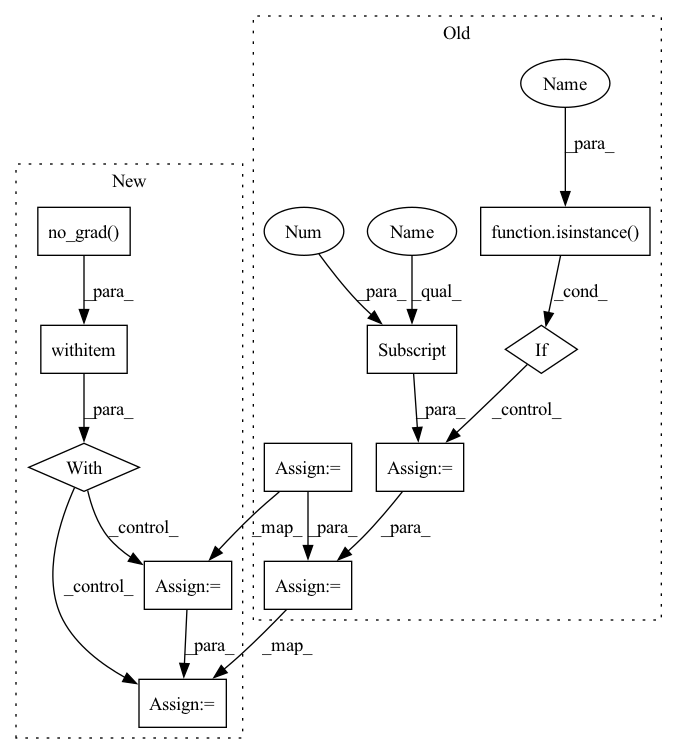 Old
Name
New
_para_
no_grad()
Num
Name
function.isinstance()
_para_
_para_
_qual_
_cond_
withitem
Subscript
If
_para_
_para_
_control_
With
Assign:=
Assign:=
_control_
_map_
_para_
_para_
_control_
Assign:=
Assign:=
_para_
_map_
Assign:=